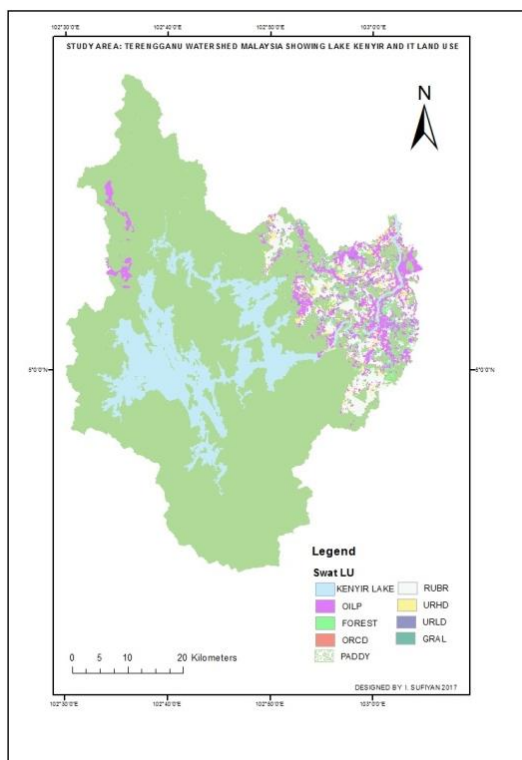 102°30'0"E 102°40'0"E 102°50'0"E 103°0'0"E
STUDY AREA: TERENGGANU WATERSHED MALAYSIA SHOWING LAKE KENYIR AND IT LAND USE
N
5°0'0"N 5°0'0"N
Legend
Swat LU
KENYIR LAKE RUBR
OILP URHD
FOREST URLD
ORCD GRAL
PADDY
0 5 10 20 Kilometers
DESIGNED BY: I. SUFIYAN 2017
102°30'0"E 102°40'0"E 102°50'0"E 103°0'0"E